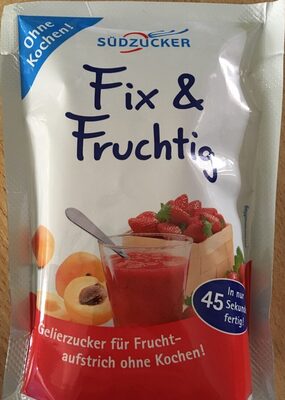 Ohne
Kochen!
SÜDZUCKER
Fix &
Fruchtig
In nur
45 Sekunden
fertig!
Gelierzucker für Frucht-
aufstrich ohne Kochen!